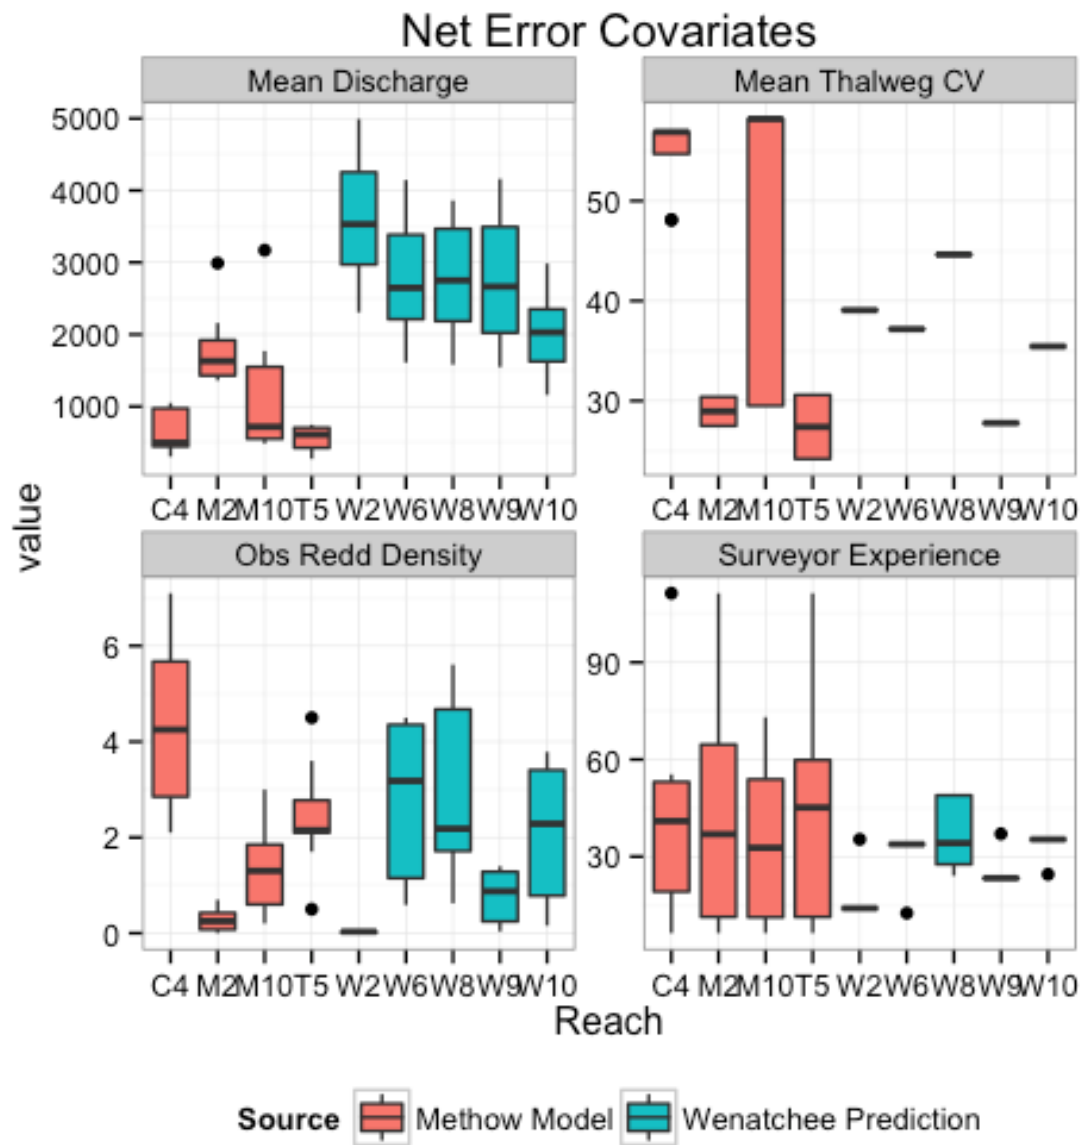 Net Error Covariates
Mean Discharge
Mean Thalweg CV
5000
4000
3000
2000
1000
50
40
30
C4 M2 M10 T5 W2 W6 W8 W9 W10
C4 M2 M10 T5 W2 W6 W8 W9 W10
value
Obs Redd Density
Surveyor Experience
6
4
2
0
90
60
30
C4 M2 M10 T5 W2 W6 W8 W9 W10
C4 M2 M10 T5 W2 W6 W8 W9 W10
Reach
Source Methow Model Wenatchee Prediction